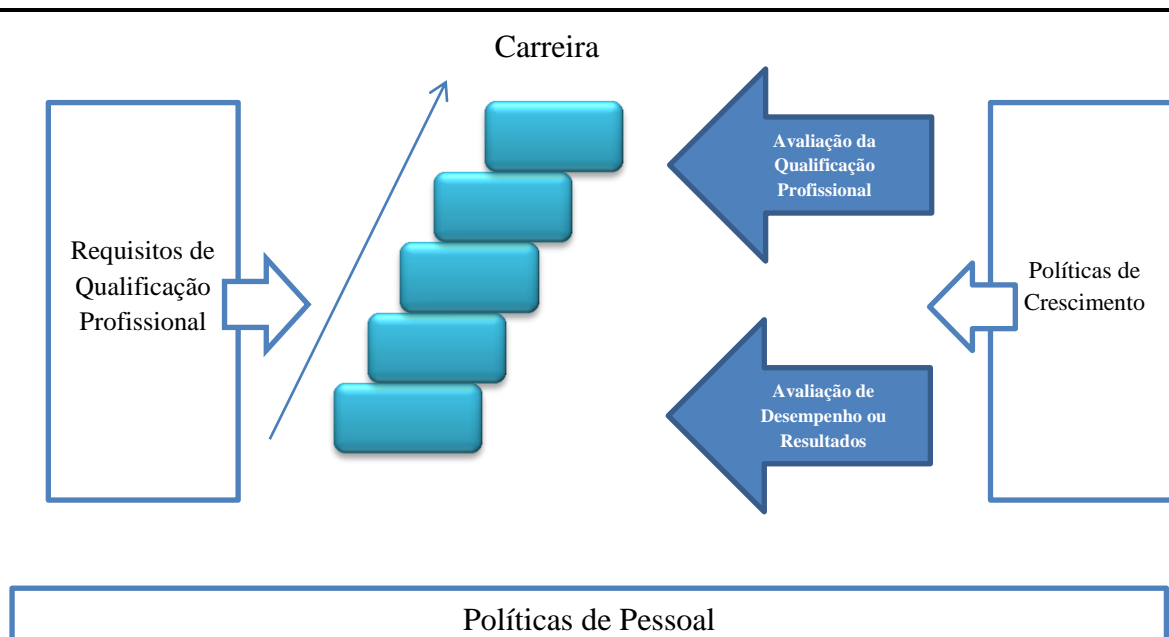 Carreira
Requisitos de
Qualificação
Profissional
Avaliação da
Qualificação
Profissional
Avaliação de
Desempenho ou
Resultados
Políticas de
Crescimento
Políticas de Pessoal